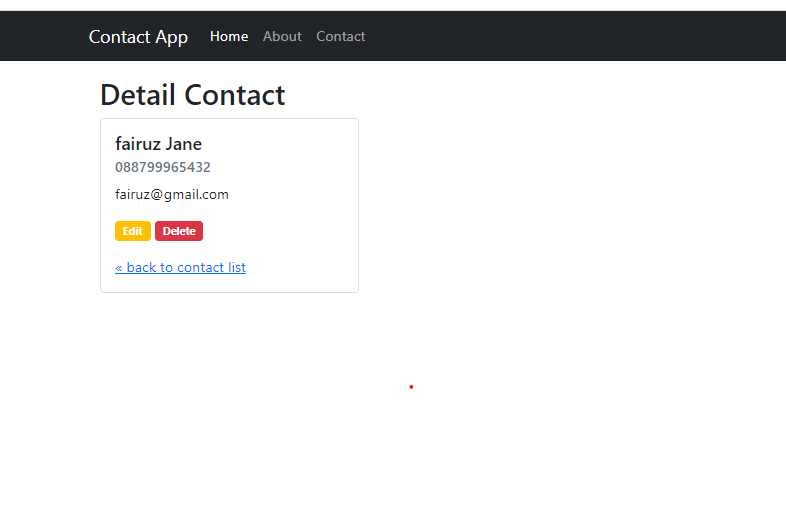 Contact App Home About Contact
Detail Contact
fairuz Jane
088799965432
fairuz@gmail.com
Edit Delete
« back to contact list